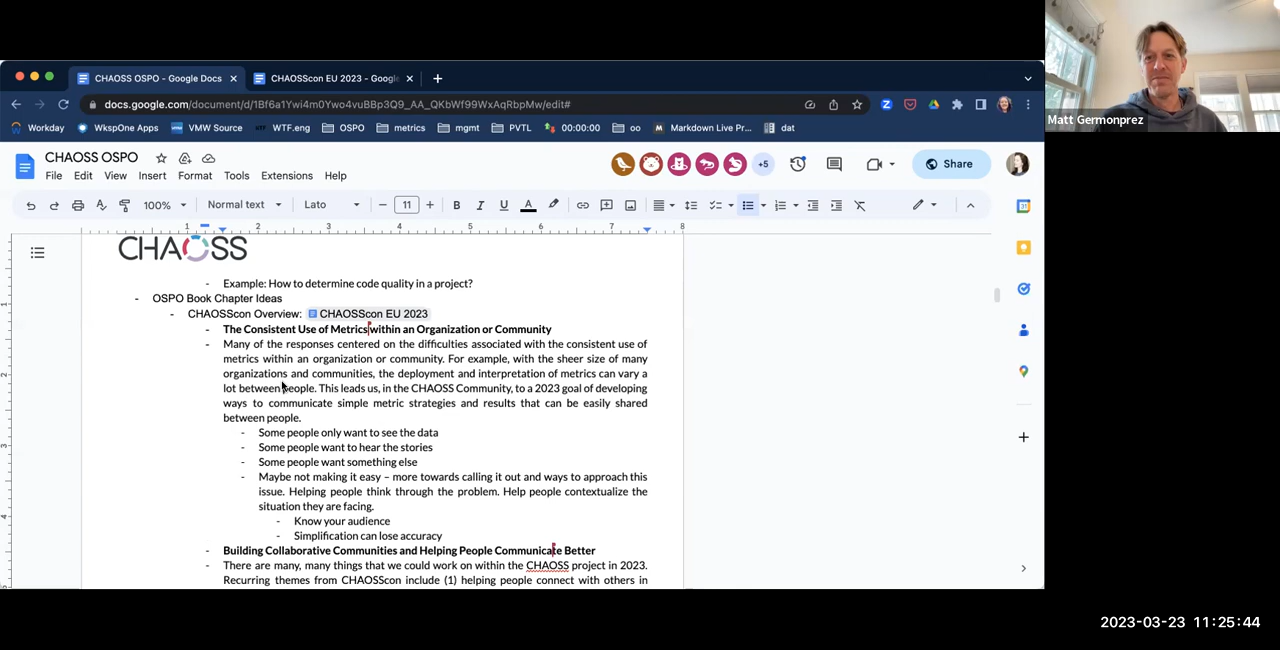 CHAOSS OSPO - Google Docs
CHAOSScon EU 2023 - Google
docs.google.com/document/d/1Bf6a1Ywi4m0Ywo4vuBBp3Q9_AA_QKbWf99WxAqRbpMw/edit#
Workday WkspOne Apps VMW Source WTF.eng OSPO metrics mgmt PVTL 00:00:00 oo Markdown Live Pr... dat
CHAOSS OSPO
+5
Share
File Edit View Insert Format Tools Extensions Help
100% Normal text Lato 11 B I U A
1 2 3 4 5 6 7 8
CHAOSS
- Example: How to determine code quality in a project?
- OSPO Book Chapter Ideas
- CHAOSScon Overview: CHAOSScon EU 2023
- The Consistent Use of Metrics within an Organization or Community
- Many of the responses centered on the difficulties associated with the consistent use of
metrics within an organization or community. For example, with the sheer size of many
organizations and communities, the deployment and interpretation of metrics can vary a
lot between people. This leads us, in the CHAOSS Community, to a 2023 goal of developing
ways to communicate simple metric strategies and results that can be easily shared
between people.
- Some people only want to see the data
- Some people want to hear the stories
- Some people want something else
- Maybe not making it easy – more towards calling it out and ways to approach this
issue. Helping people think through the problem. Help people contextualize the
situation they are facing.
- Know your audience
- Simplification can lose accuracy
- Building Collaborative Communities and Helping People Communicate Better
- There are many, many things that we could work on within the CHAOSS project in 2023.
Recurring themes from CHAOSScon include (1) helping people connect with others in
Matt Germonprez
2023-03-23 11:25:44